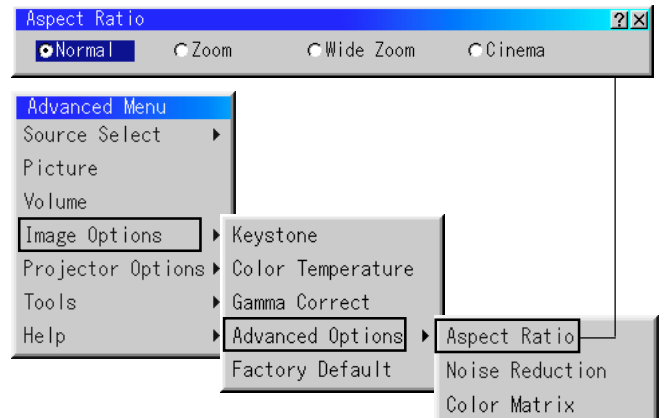 Aspect Ratio
Normal Zoom Wide Zoom Cinema
Advanced Menu
Source Select
Picture
Volume
Image Options
Projector Options
Tools
Help
Keystone
Color Temperature
Gamma Correct
Advanced Options
Factory Default
Aspect Ratio
Noise Reduction
Color Matrix